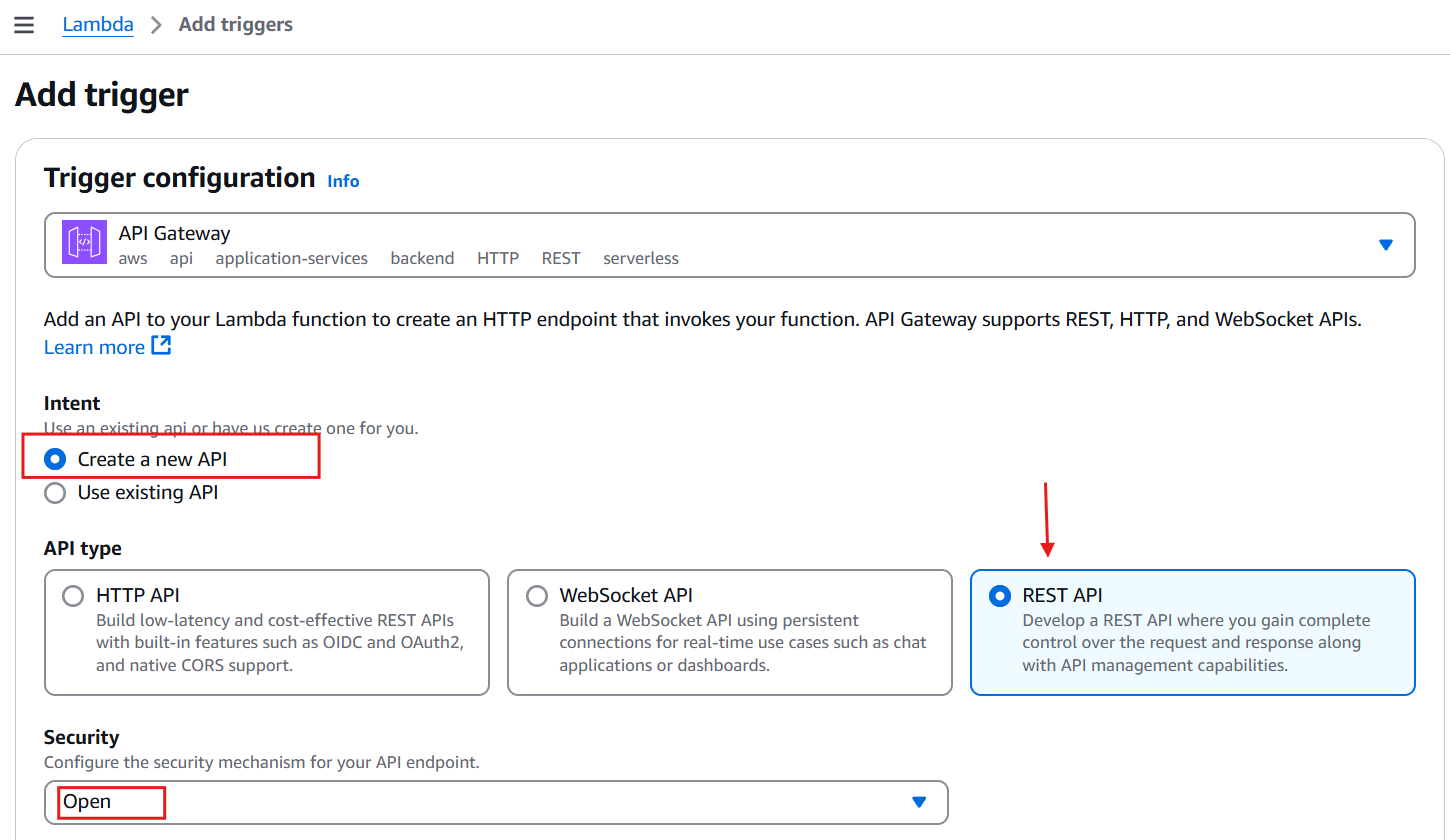 Lambda > Add triggers
Add trigger
Trigger configuration Info
API Gateway
aws api application-services backend HTTP REST serverless
Add an API to your Lambda function to create an HTTP endpoint that invokes your function. API Gateway supports REST, HTTP, and WebSocket APIs.
Learn more
Intent
Use an existing api or have us create one for you.
Create a new API
Use existing API
API type
HTTP API
Build low-latency and cost-effective REST APIs
with built-in features such as OIDC and OAuth2,
and native CORS support.
WebSocket API
Build a WebSocket API using persistent
connections for real-time use cases such as chat
applications or dashboards.
REST API
Develop a REST API where you gain complete
control over the request and response along
with API management capabilities.
Security
Configure the security mechanism for your API endpoint.
Open